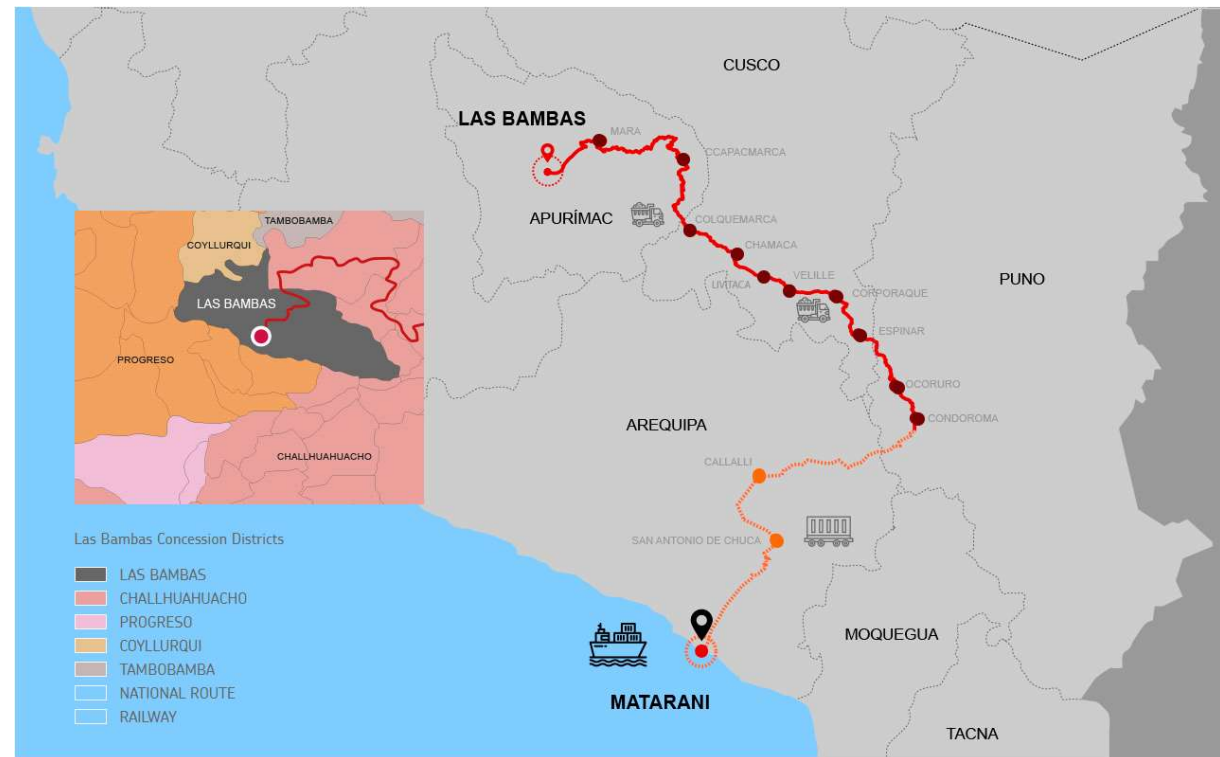 CUSCO
LAS BAMBAS
MARA
CCAPACMARCA
APURÍMAC
COLQUEMARCA
CHAMACA
LIVITACA
VELILLE
CORPORAQUE
PUNO
ESPINAR
OCORURO
CONDOROMA
AREQUIPA
CALLALLI
SAN ANTONIO DE CHUCA
MOQUEGUA
MATARANI
TACNA
TAMBOBAMBA
COYLLURQUI
LAS BAMBAS
PROGRESO
CHALLHUAHUACHO
Las Bambas Concession Districts
LAS BAMBAS
CHALLHUAHUACHO
PROGRESO
COYLLURQUI
TAMBOBAMBA
NATIONAL ROUTE
RAILWAY